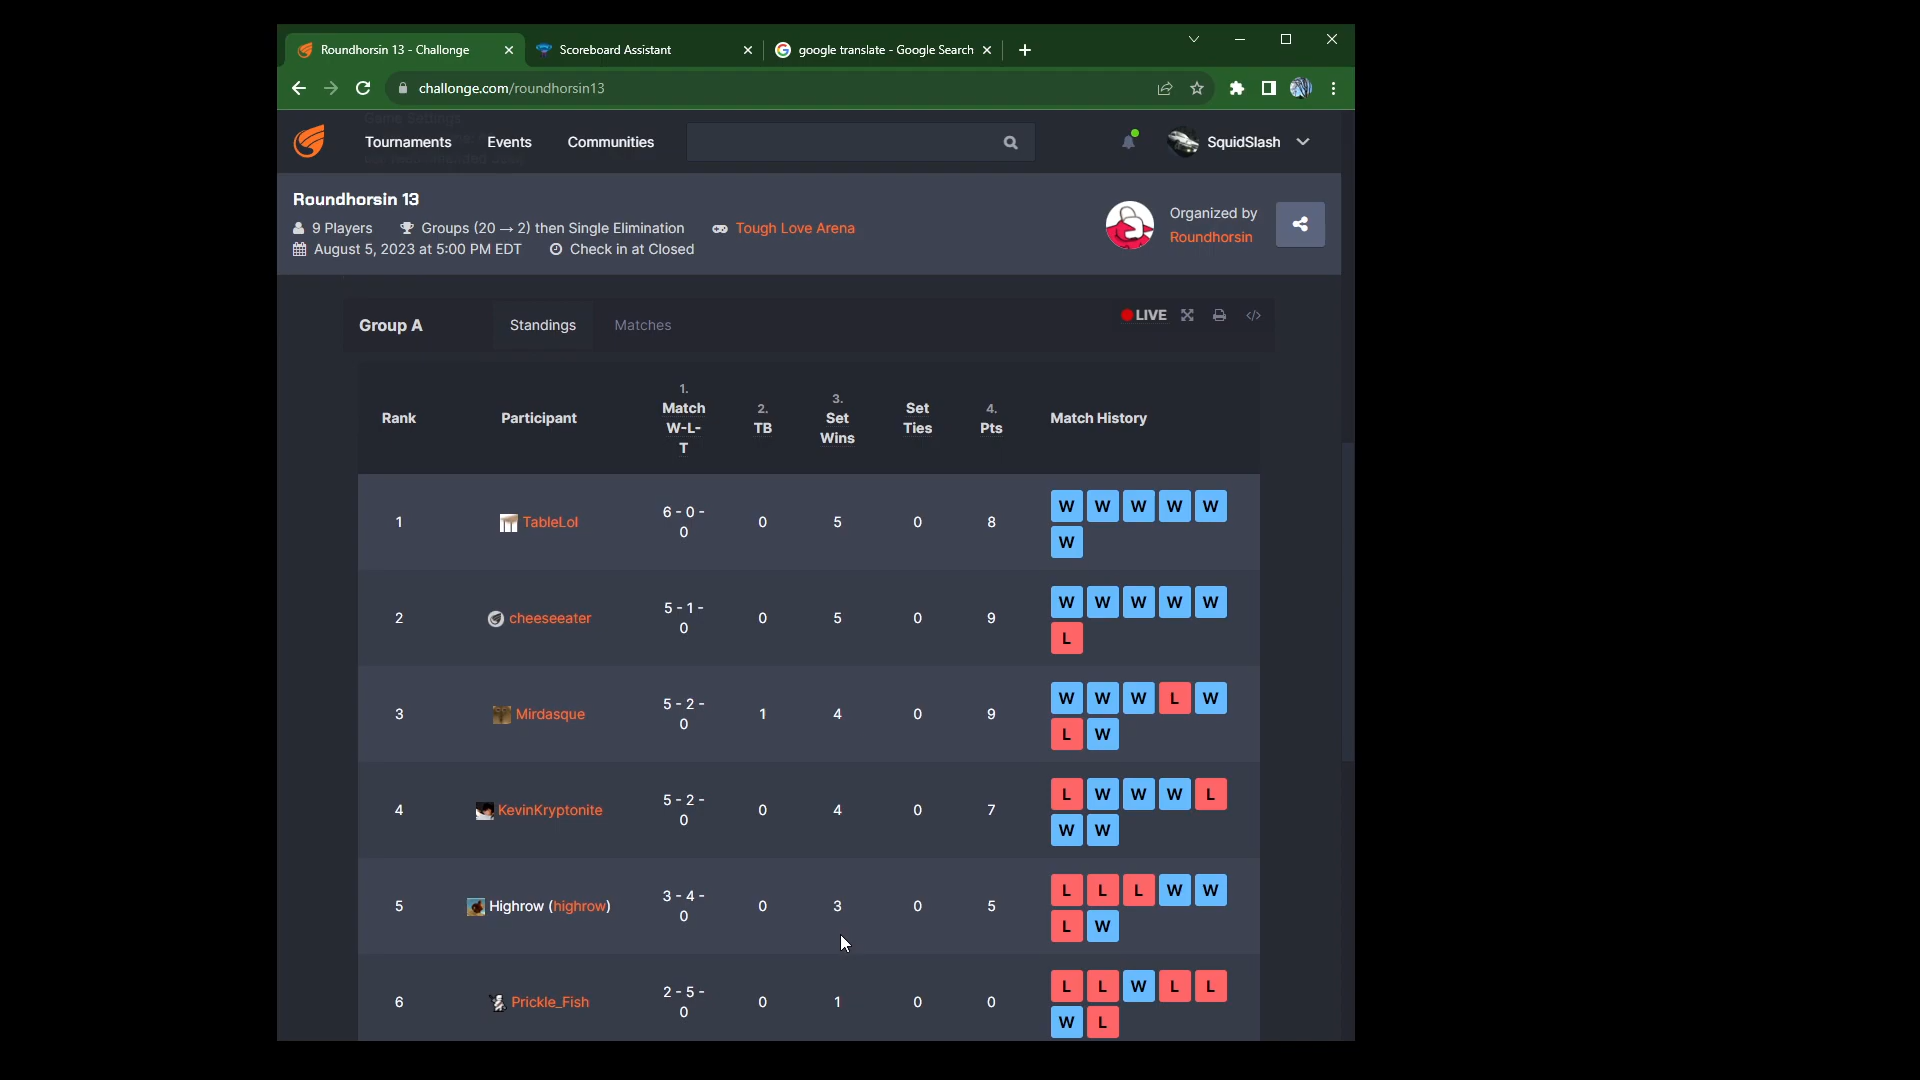 Roundhorsin 13 - Challonge
Scoreboard Assistant
google translate - Google Search
challonge.com/roundhorsin13
Game Settings
Tournaments Events Communities
SquidSlash
Roundhorsin 13
9 Players Groups (20 → 2) then Single Elimination Tough Love Arena
August 5, 2023 at 5:00 PM EDT Check in at Closed
Organized by
Roundhorsin
Group A Standings Matches LIVE
Rank
Participant
1.
Match
W-L-
T
2.
TB
3.
Set
Wins
Set
Ties
4.
Pts
Match History
1 TableLol 6 - 0 -
0
0 5 0 8
W W W W W
W
2 cheeseeater 5 - 1 -
0
0 5 0 9
W W W W W
L
3 Mirdasque 5 - 2 -
0
1 4 0 9
W W W L W
L W
4 KevinKryptonite 5 - 2 -
0
0 4 0 7
L W W W L
W W
5 Highrow (highrow) 3 - 4 -
0
0 3 0 5
L L L W W
L W
6 Prickle_Fish 2 - 5 -
0
0 1 0 0
L L W L L
W L